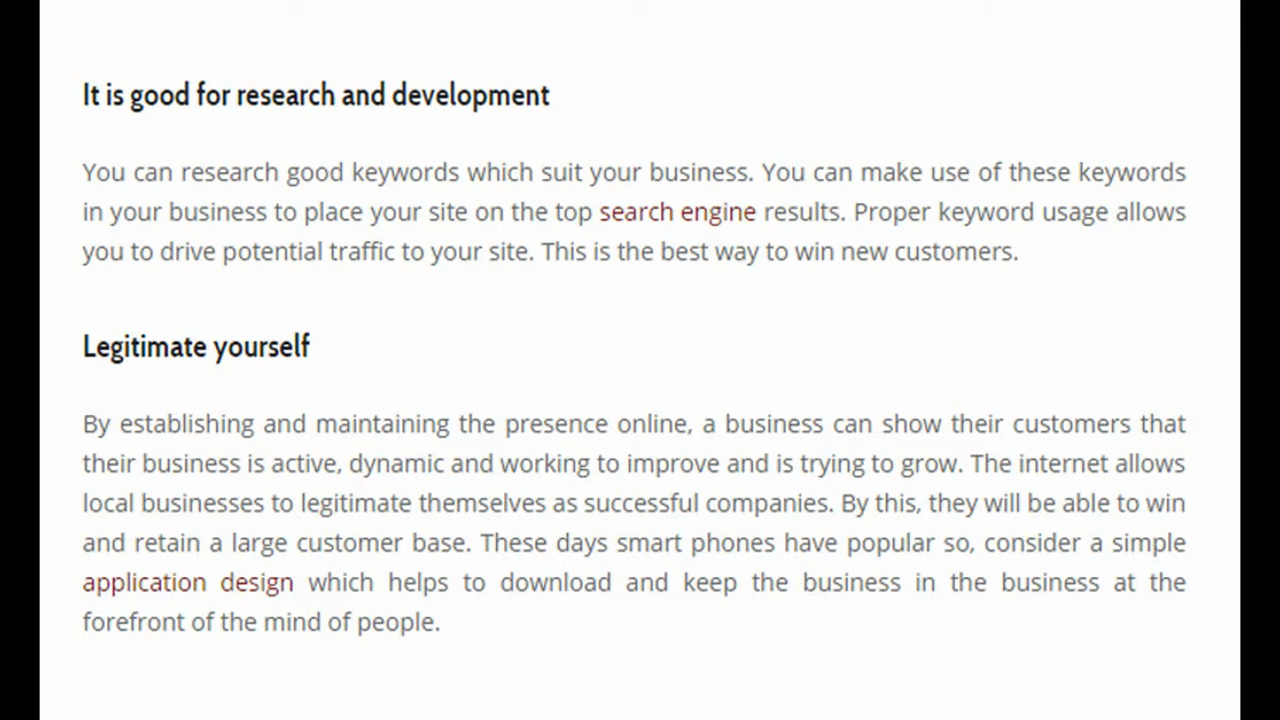 It is good for research and development
You can research good keywords which suit your business. You can make use of these keywords
in your business to place your site on the top search engine results. Proper keyword usage allows
you to drive potential traffic to your site. This is the best way to win new customers.
Legitimate yourself
By establishing and maintaining the presence online, a business can show their customers that
their business is active, dynamic and working to improve and is trying to grow. The internet allows
local businesses to legitimate themselves as successful companies. By this, they will be able to win
and retain a large customer base. These days smart phones have popular so, consider a simple
application design which helps to download and keep the business in the business at the
forefront of the mind of people.